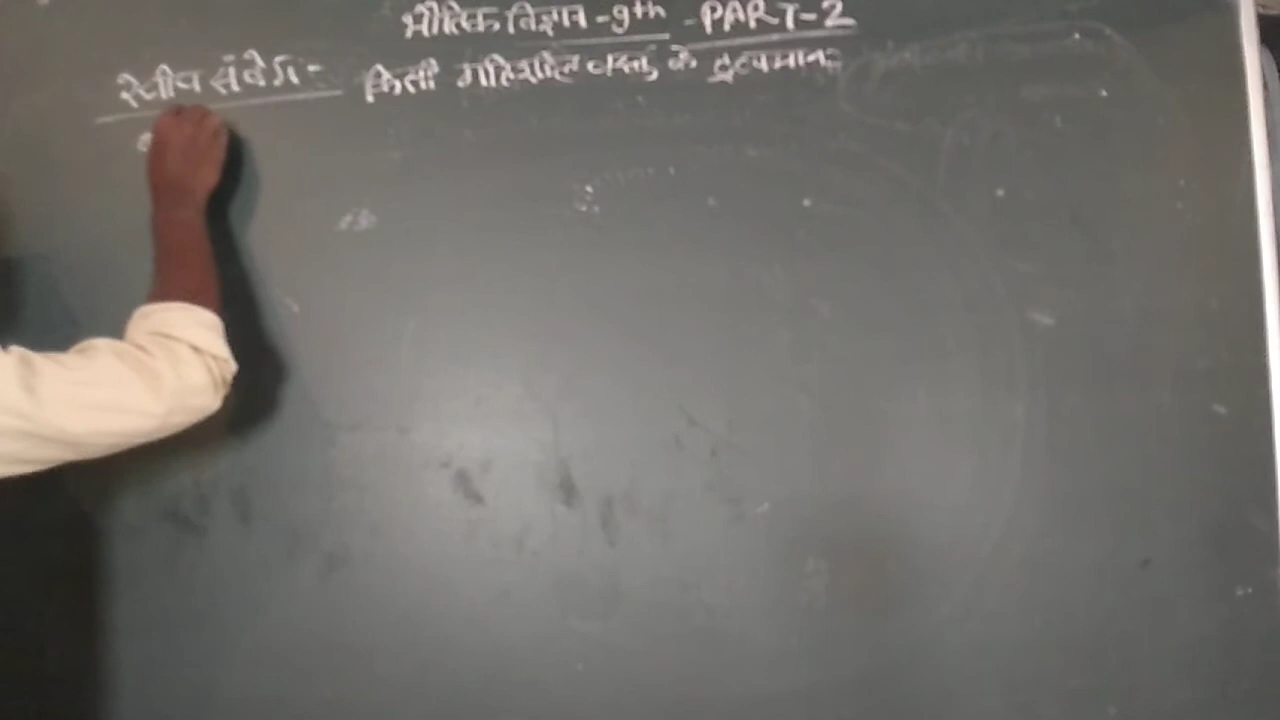 भौतिक विज्ञान - 9th - PART-2
रेखीय संवेग :- किसी गतिशील वस्तु के द्रव्यमान